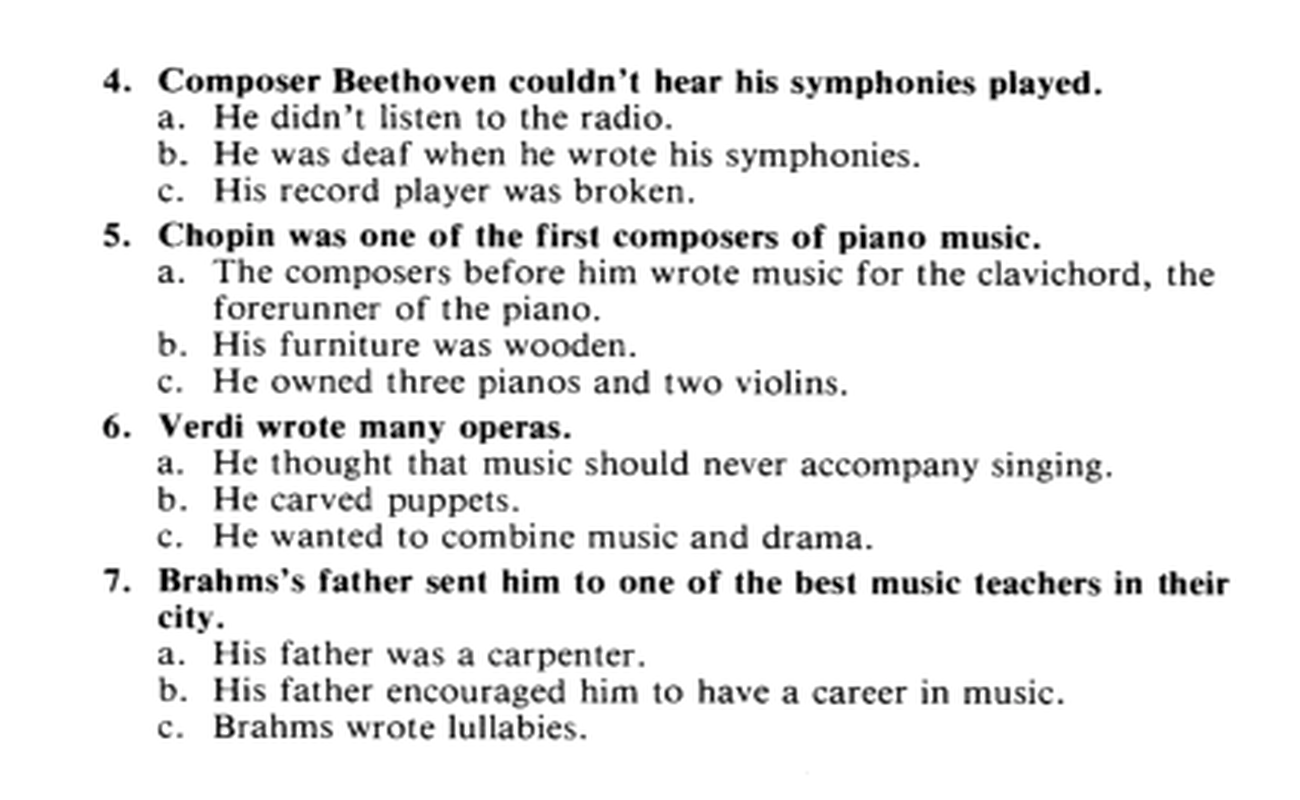 4. Composer Beethoven couldn't hear his symphonies played.
a. He didn't listen to the radio.
b. He was deaf when he wrote his symphonies.
c. His record player was broken.
5. Chopin was one of the first composers of piano music.
a. The composers before him wrote music for the clavichord, the
forerunner of the piano.
b. His furniture was wooden.
c. He owned three pianos and two violins.
6. Verdi wrote many operas.
a. He thought that music should never accompany singing.
b. He carved puppets.
c. He wanted to combine music and drama.
7. Brahms's father sent him to one of the best music teachers in their
city.
a. His father was a carpenter.
b. His father encouraged him to have a career in music.
c. Brahms wrote lullabies.